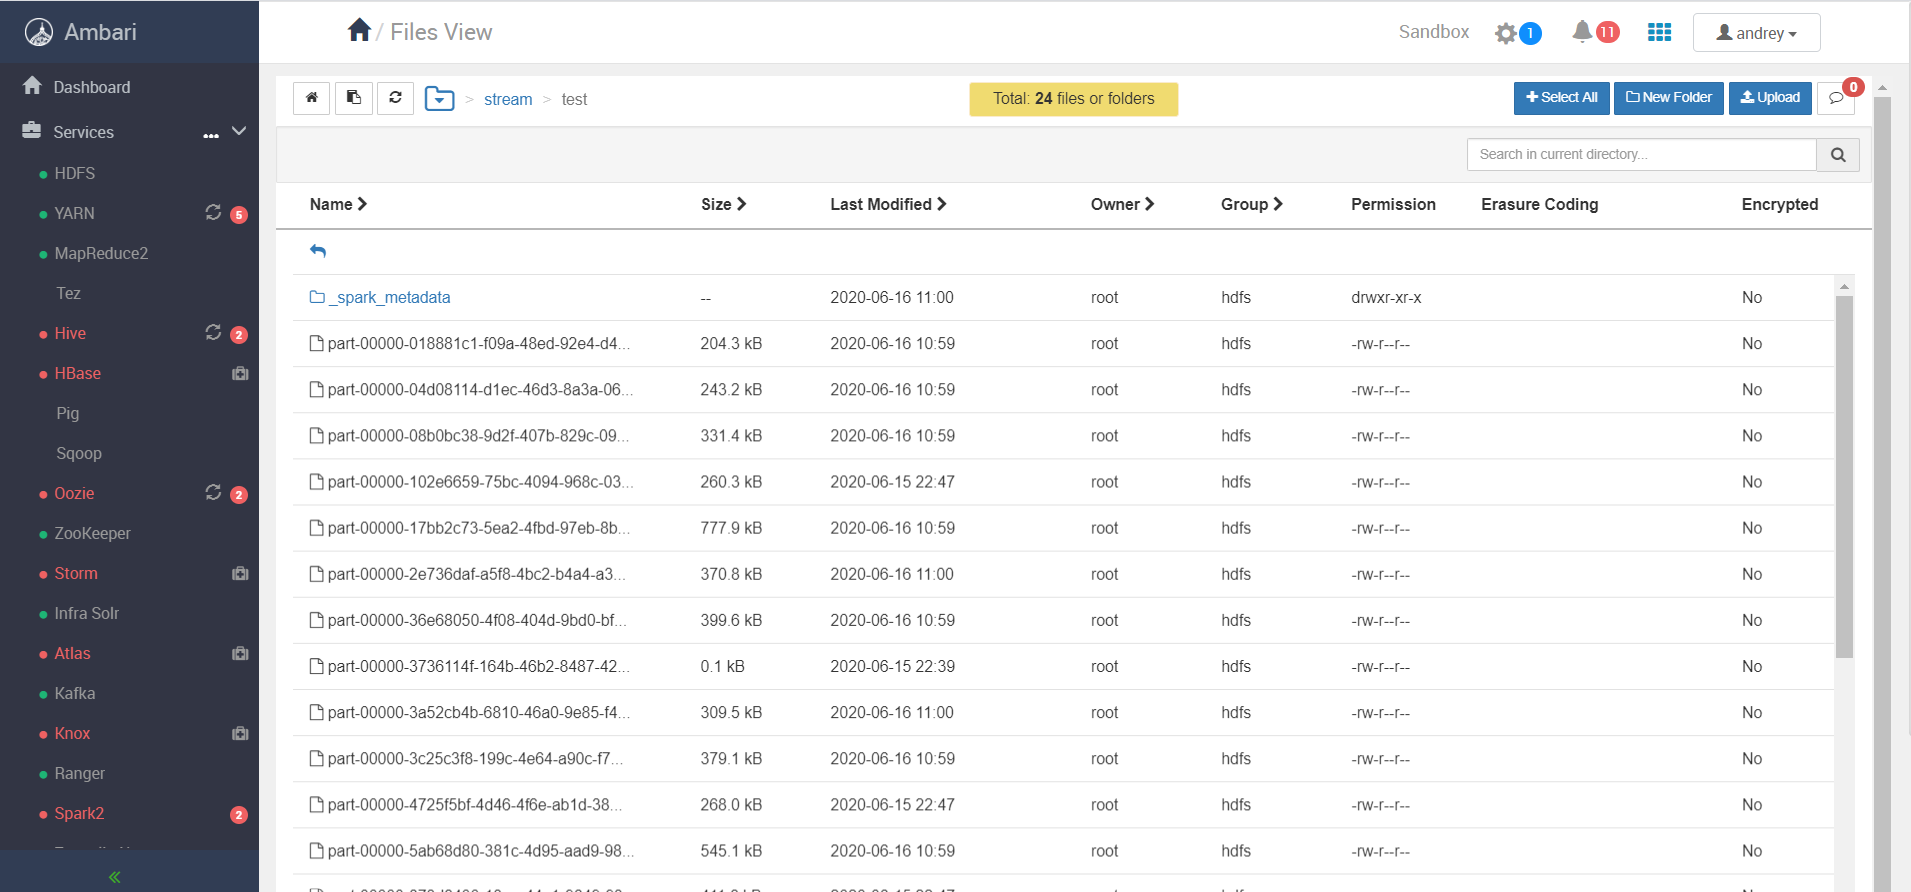 Ambari
/ Files View
Sandbox
1
11
andrey
Dashboard
Services
...
HDFS
YARN
5
MapReduce2
Tez
Hive
2
HBase
Pig
Sqoop
Oozie
2
ZooKeeper
Storm
Infra Solr
Atlas
Kafka
Knox
Ranger
Spark2
2
«
> stream > test
Total: 24 files or folders
Select All
New Folder
Upload
0
Search in current directory...
Name Size Last Modified Owner Group Permission Erasure Coding Encrypted
_spark_metadata -- 2020-06-16 11:00 root hdfs drwxr-xr-x No
part-00000-018881c1-f09a-48ed-92e4-d4... 204.3 kB 2020-06-16 10:59 root hdfs -rw-r--r-- No
part-00000-04d08114-d1ec-46d3-8a3a-06... 243.2 kB 2020-06-16 10:59 root hdfs -rw-r--r-- No
part-00000-08b0bc38-9d2f-407b-829c-09... 331.4 kB 2020-06-16 10:59 root hdfs -rw-r--r-- No
part-00000-102e6659-75bc-4094-968c-03... 260.3 kB 2020-06-15 22:47 root hdfs -rw-r--r-- No
part-00000-17bb2c73-5ea2-4fbd-97eb-8b... 777.9 kB 2020-06-16 10:59 root hdfs -rw-r--r-- No
part-00000-2e736daf-a5f8-4bc2-b4a4-a3... 370.8 kB 2020-06-16 11:00 root hdfs -rw-r--r-- No
part-00000-36e68050-4f08-404d-9bd0-bf... 399.6 kB 2020-06-16 10:59 root hdfs -rw-r--r-- No
part-00000-3736114f-164b-46b2-8487-42... 0.1 kB 2020-06-15 22:39 root hdfs -rw-r--r-- No
part-00000-3a52cb4b-6810-46a0-9e85-f4... 309.5 kB 2020-06-16 11:00 root hdfs -rw-r--r-- No
part-00000-3c25c3f8-199c-4e64-a90c-f7... 379.1 kB 2020-06-16 10:59 root hdfs -rw-r--r-- No
part-00000-4725f5bf-4d46-4f6e-ab1d-38... 268.0 kB 2020-06-15 22:47 root hdfs -rw-r--r-- No
part-00000-5ab68d80-381c-4d95-aad9-98... 545.1 kB 2020-06-16 10:59 root hdfs -rw-r--r-- No